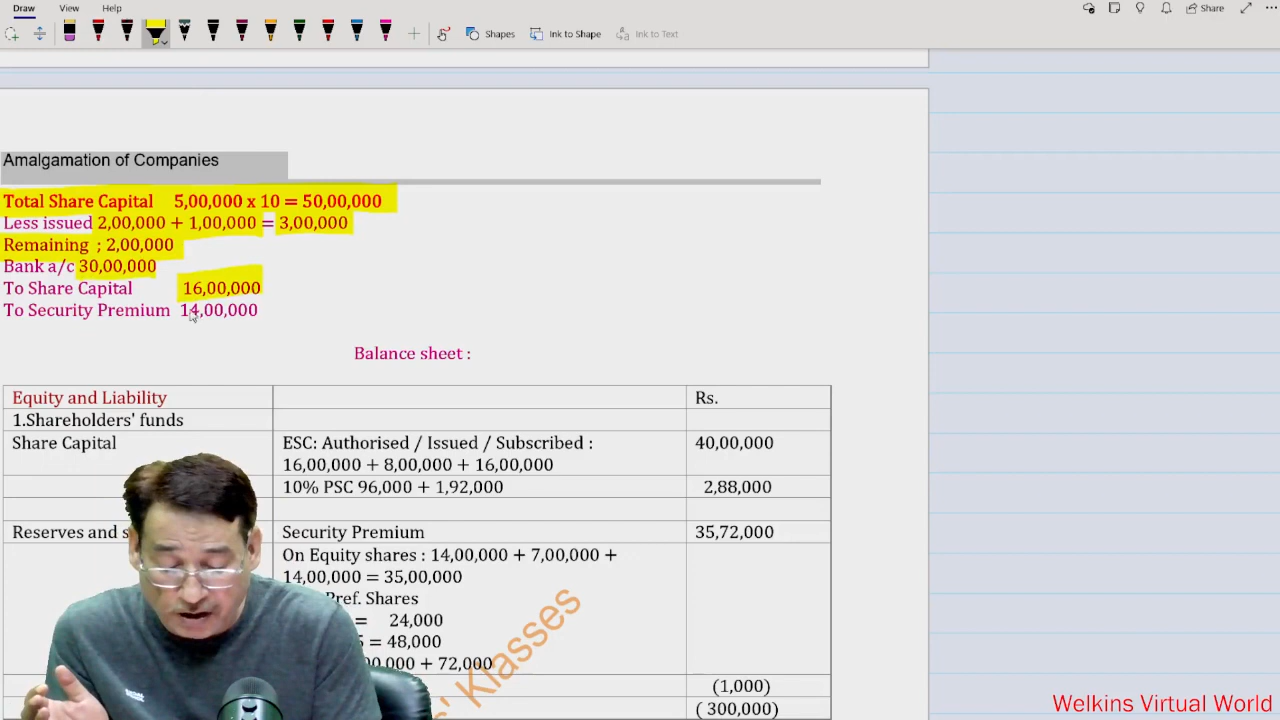 Draw View Help
Share
Shapes Ink to Shape Ink to Text
Amalgamation of Companies
Total Share Capital 5,00,000 x 10 = 50,00,000
Less issued 2,00,000 + 1,00,000 = 3,00,000
Remaining ; 2,00,000
Bank a/c 30,00,000
To Share Capital 16,00,000
To Security Premium 14,00,000
Balance sheet :
Equity and Liability Rs.
1.Shareholders' funds
Share Capital ESC: Authorised / Issued / Subscribed : 40,00,000
16,00,000 + 8,00,000 + 16,00,000
10% PSC 96,000 + 1,92,000 2,88,000
Reserves and Security Premium 35,72,000
On Equity shares : 14,00,000 + 7,00,000 +
14,00,000 = 35,00,000
Pref. Shares
= 24,000
= 48,000
+ 72,000
(1,000)
( 300,000)
Klasses
Welkins Virtual World